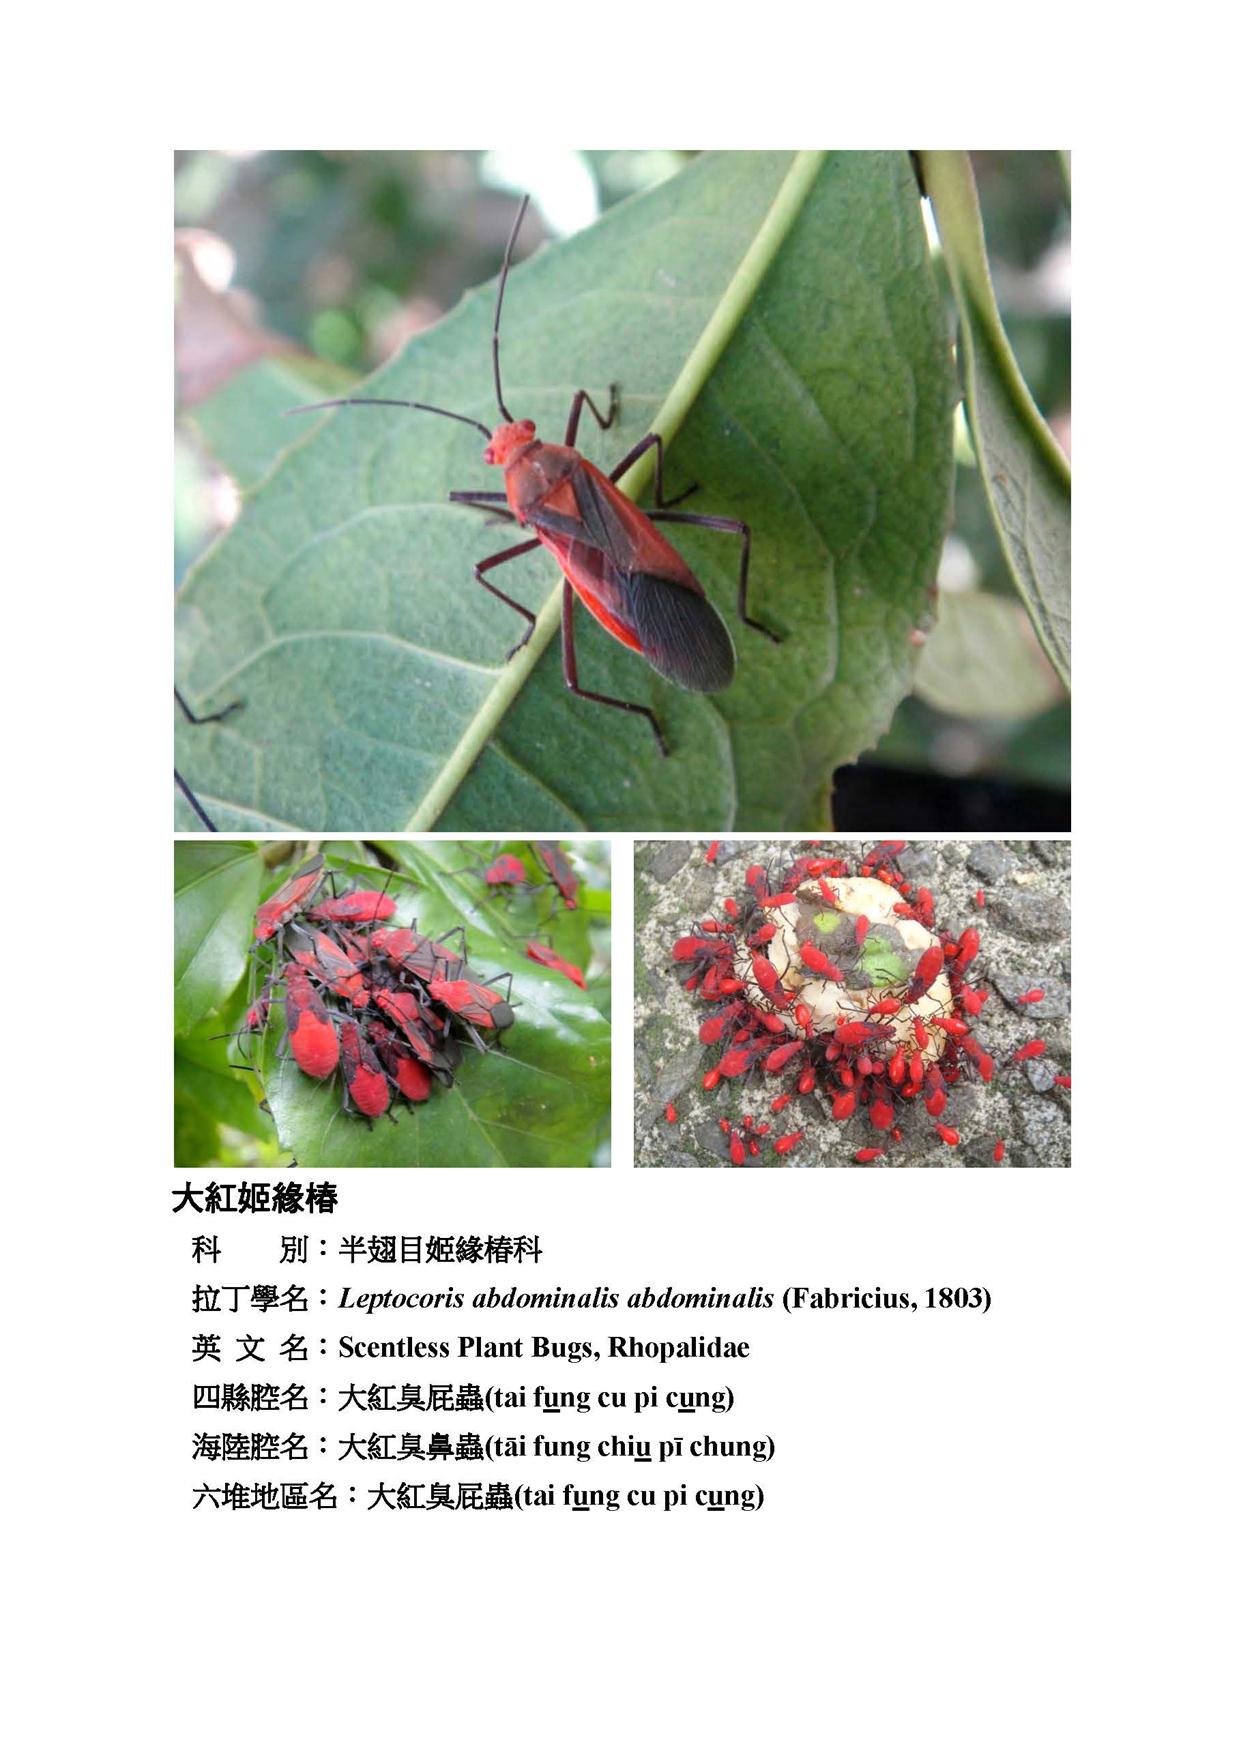 大紅姬緣椿
科　　別：半翅目姬緣椿科
拉丁學名：Leptocoris abdominalis abdominalis (Fabricius, 1803)
英 文 名：Scentless Plant Bugs, Rhopalidae
四縣腔名：大紅臭屁蟲(tai fung cu pi cung)
海陸腔名：大紅臭鼻蟲(tāi fung chiu pī chung)
六堆地區名：大紅臭屁蟲(tai fung cu pi cung)